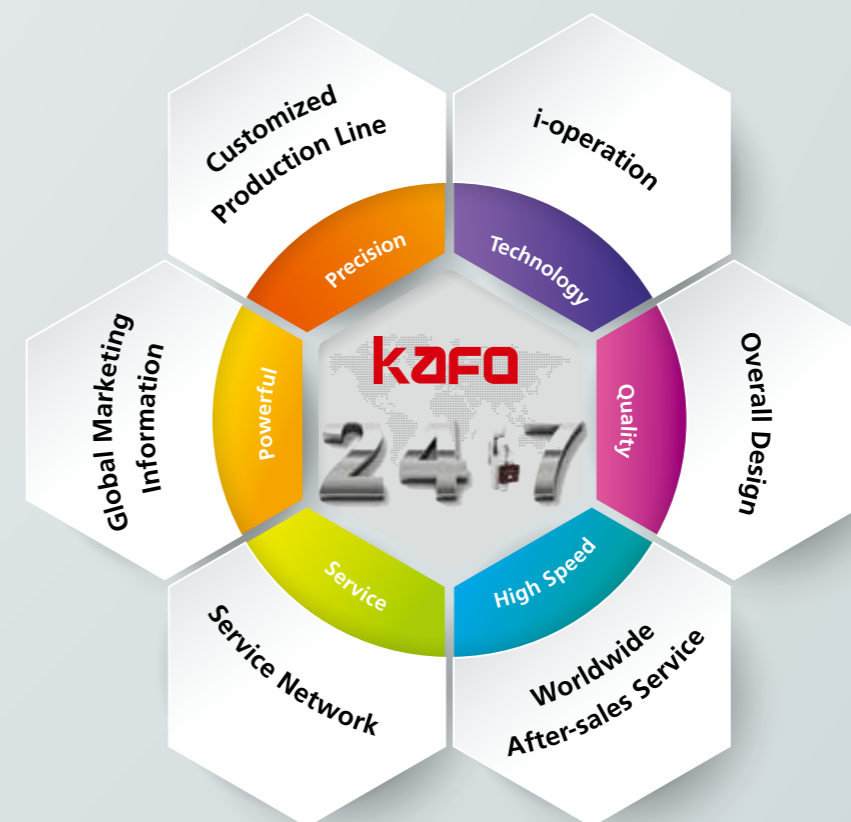 Customized
Production Line
i-operation
Precision
Technology
Global Marketing
Information
Powerful
kafo
24 7
Quality
Overall Design
Service
High Speed
Service Network
Worldwide
After-sales Service